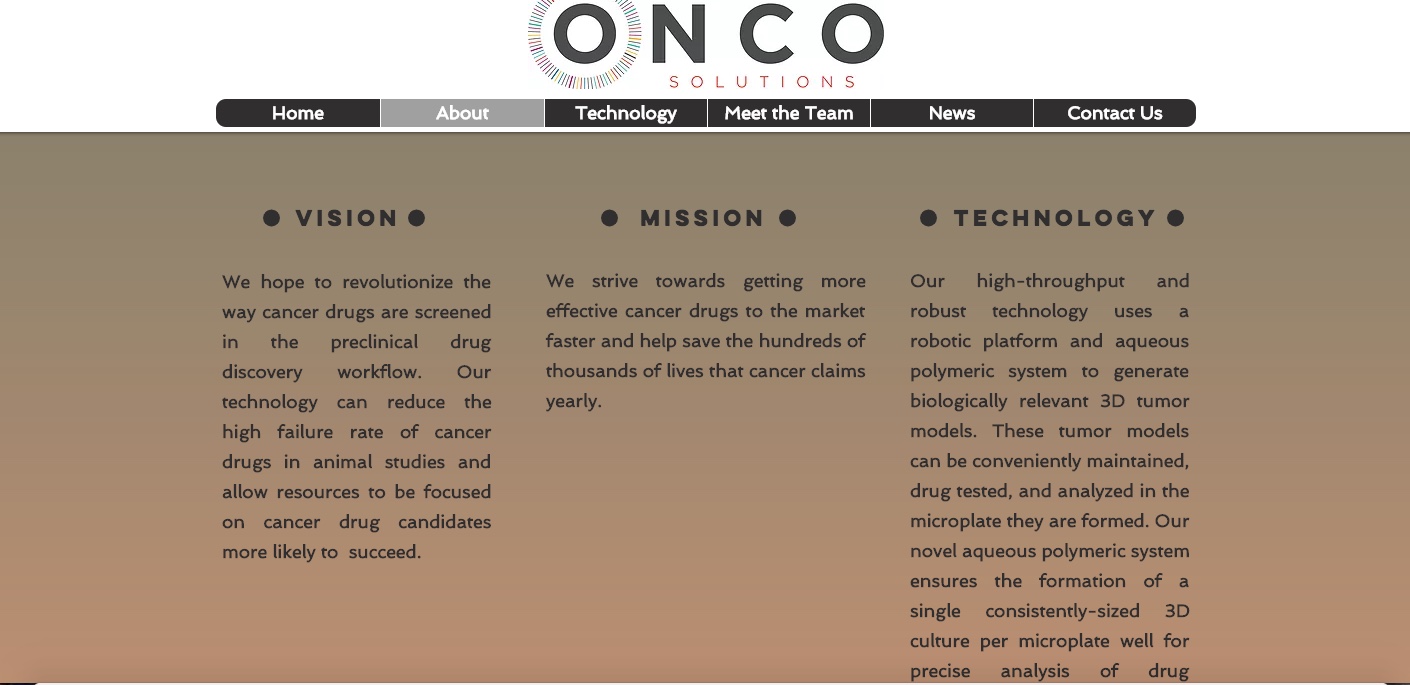 ONCO
SOLUTIONS
Home About Technology Meet the Team News Contact Us
VISION
We hope to revolutionize the
way cancer drugs are screened
in the preclinical drug
discovery workflow. Our
technology can reduce the
high failure rate of cancer
drugs in animal studies and
allow resources to be focused
on cancer drug candidates
more likely to succeed.
MISSION
We strive towards getting more
effective cancer drugs to the market
faster and help save the hundreds of
thousands of lives that cancer claims
yearly.
TECHNOLOGY
Our high-throughput and
robust technology uses a
robotic platform and aqueous
polymeric system to generate
biologically relevant 3D tumor
models. These tumor models
can be conveniently maintained,
drug tested, and analyzed in the
microplate they are formed. Our
novel aqueous polymeric system
ensures the formation of a
single consistently-sized 3D
culture per microplate well for
precise analysis of drug